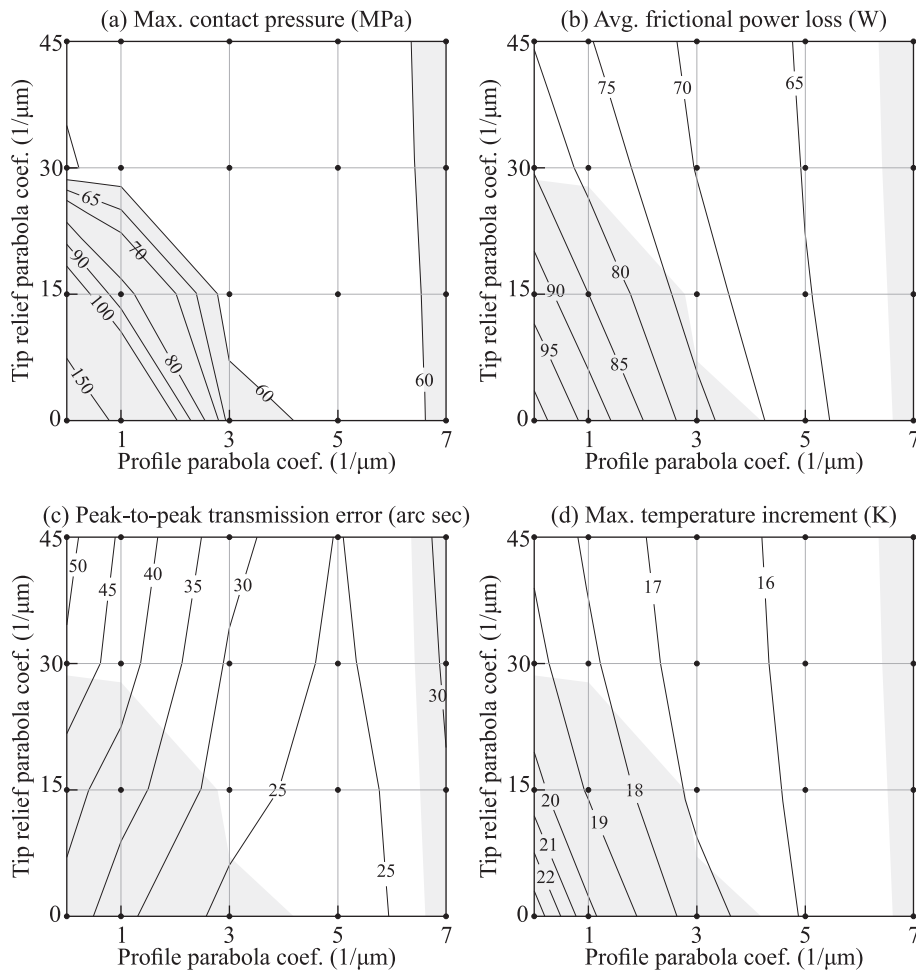 (a) Max. contact pressure (MPa)
Tip relief parabola coef. (1/μm)
45
30
15
0
65
70
90
100
80
150
60
60
1 3 5 7
Profile parabola coef. (1/μm)
(b) Avg. frictional power loss (W)
Tip relief parabola coef. (1/μm)
45
30
15
0
75
70
65
80
90
85
95
1 3 5 7
Profile parabola coef. (1/μm)
(c) Peak-to-peak transmission error (arc sec)
Tip relief parabola coef. (1/μm)
45
30
15
0
50
45
40
35
30
30
25
25
1 3 5 7
Profile parabola coef. (1/μm)
(d) Max. temperature increment (K)
Tip relief parabola coef. (1/μm)
45
30
15
0
17
16
18
20
19
21
22
1 3 5 7
Profile parabola coef. (1/μm)